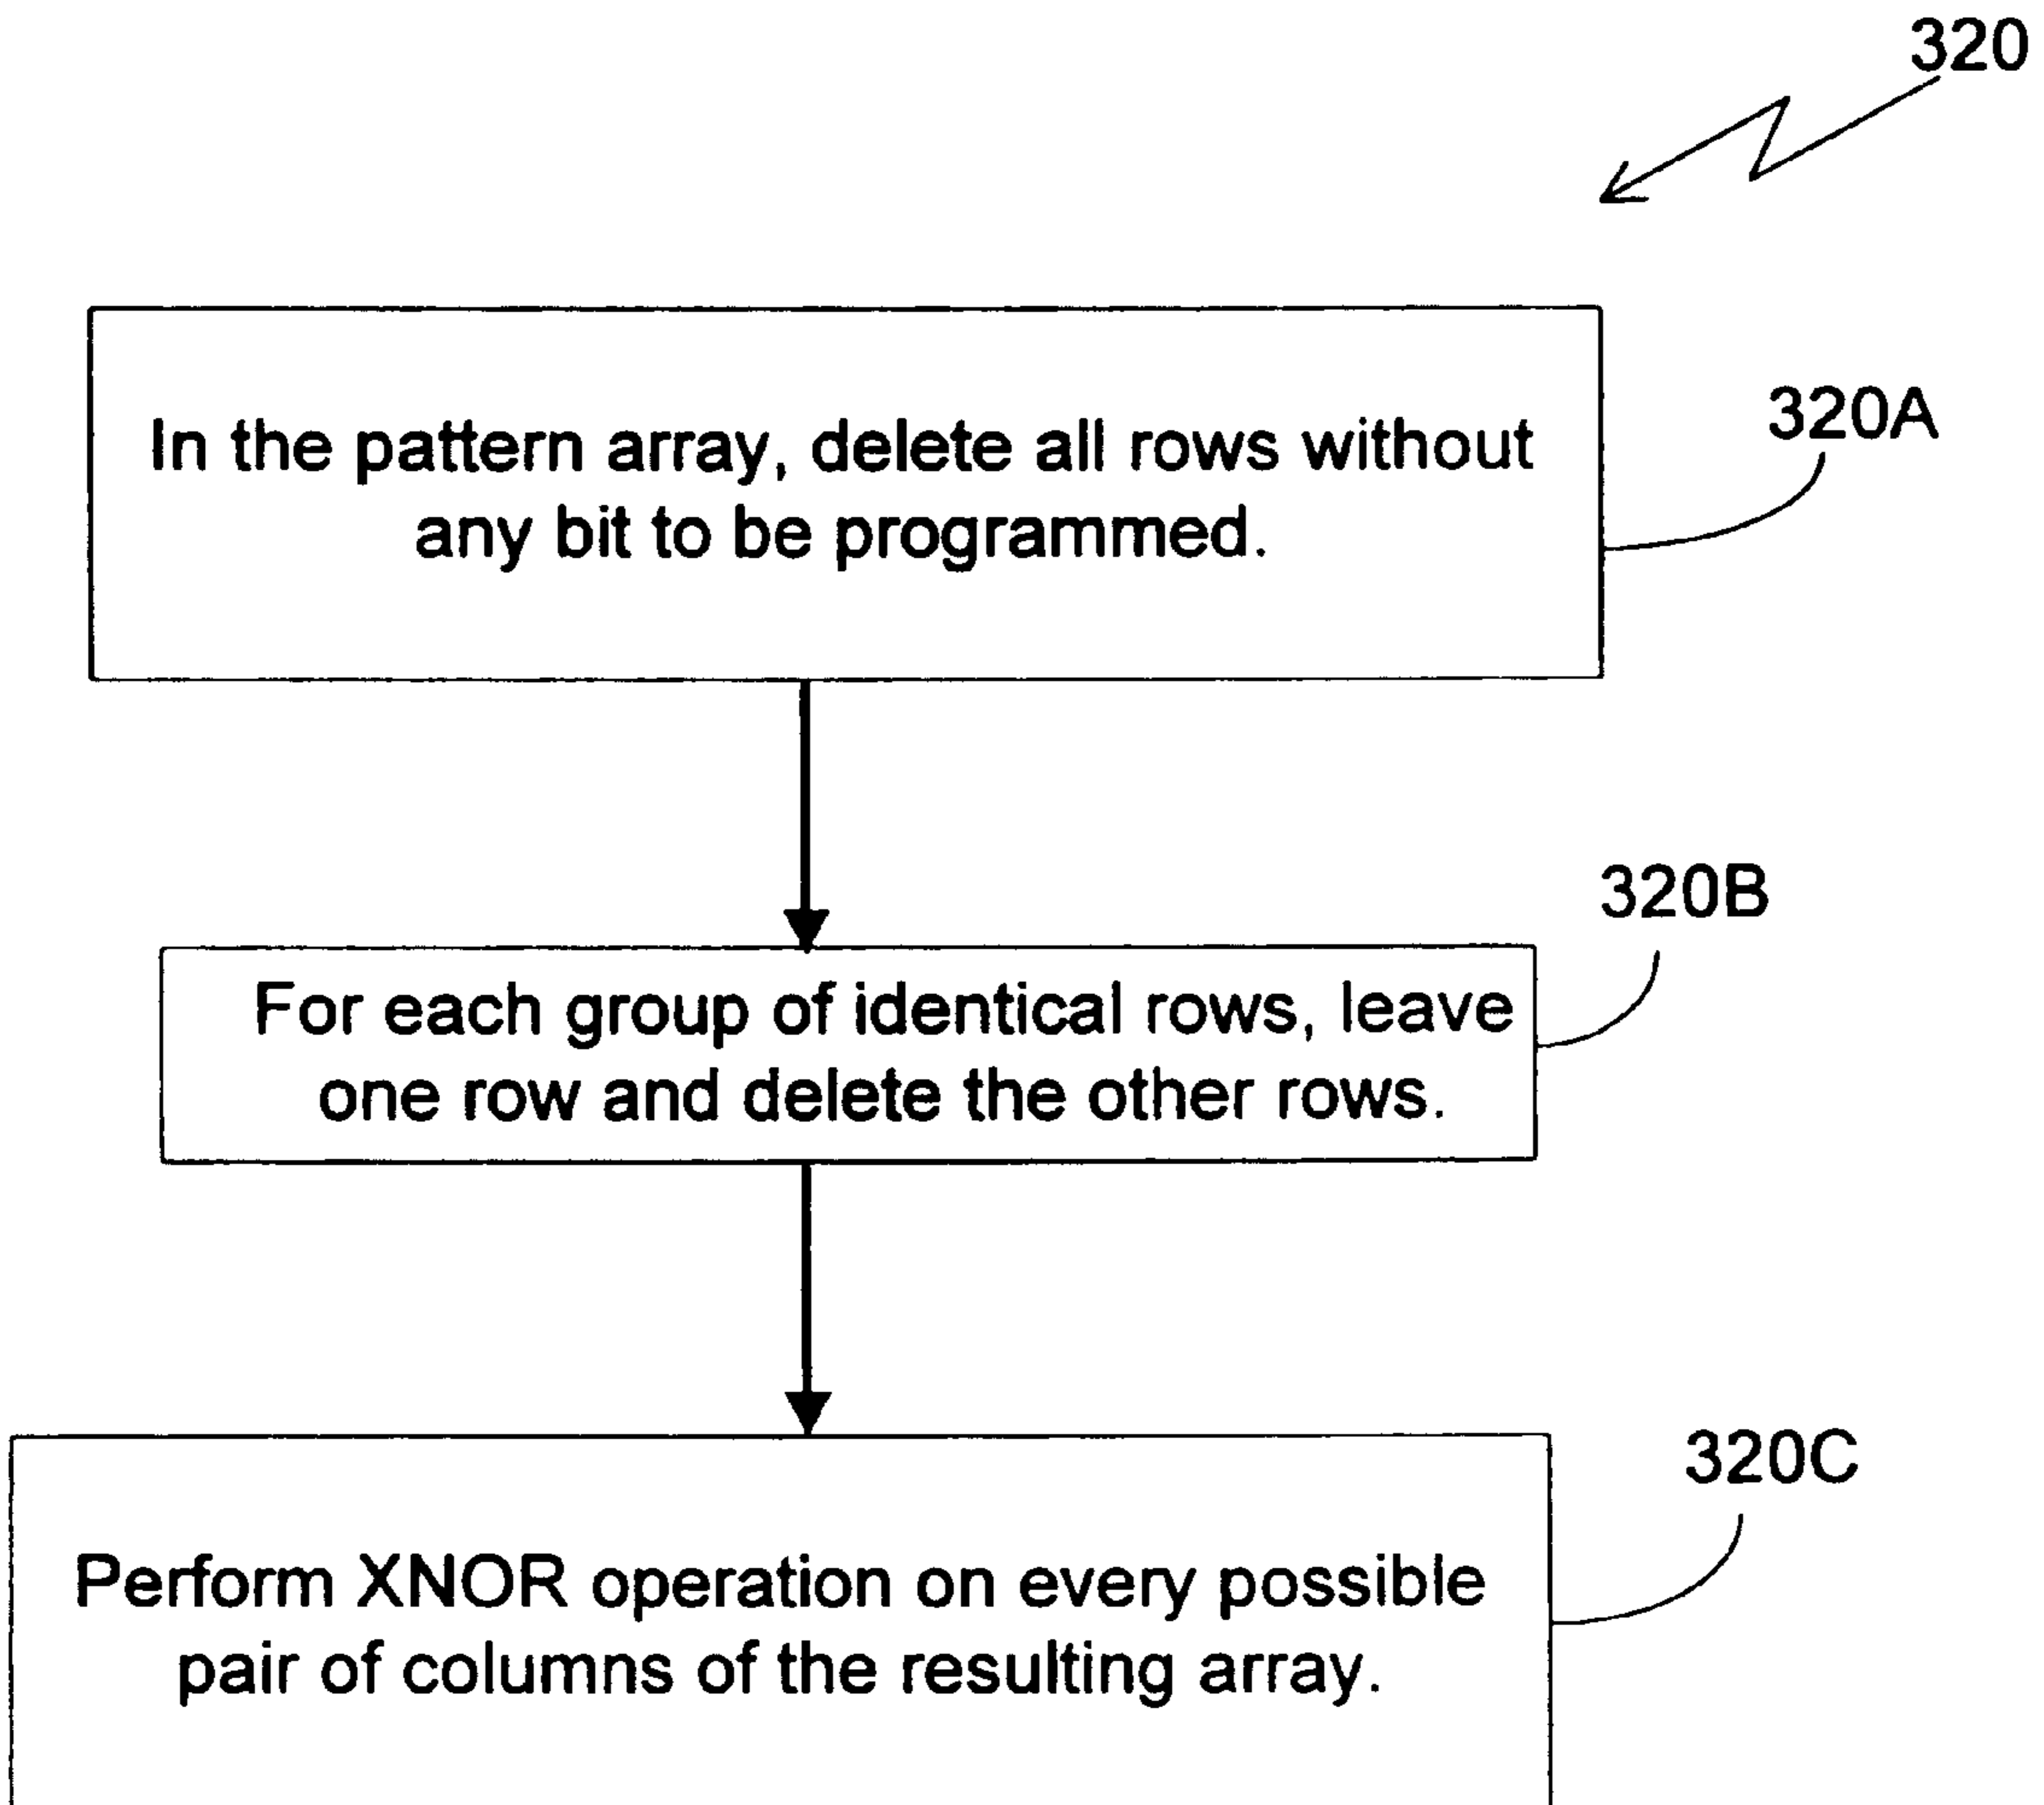 320
In the pattern array, delete all rows without
any bit to be programmed.
320A
For each group of identical rows, leave
one row and delete the other rows.
320B
Perform XNOR operation on every possible
pair of columns of the resulting array.
320C